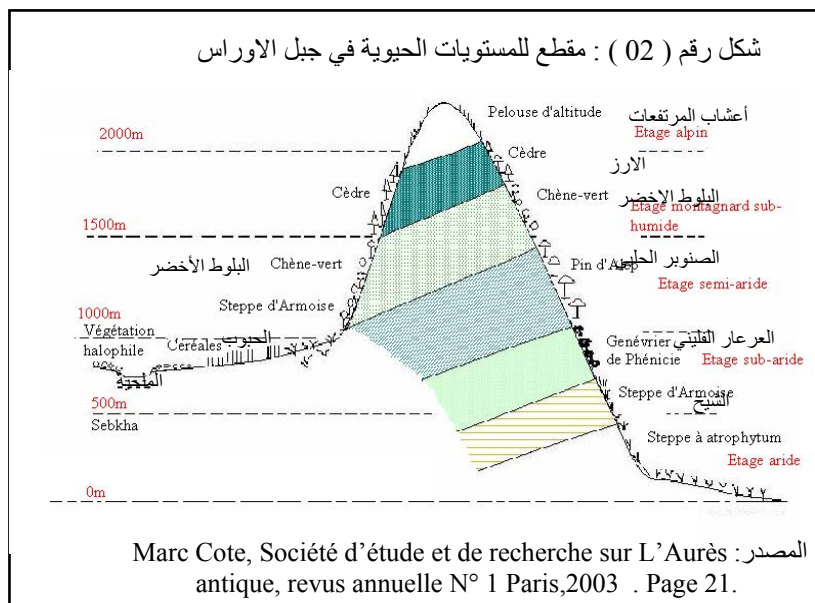 شكل رقم ( 02 ) : مقطع للمستويات الحيوية في جبل الاوراس
Pelouse d'altitude
أعشاب المرتفعات
2000m
Etage alpin
Cèdre
الارز
Cèdre
Chène-vert
البلوط الاخضر
Etage montagnard sub-
humide
1500m
البلوط الأخضر
Chène-vert
Pin d'Alep
الصنوبر الحلبي
Etage semi-aride
Steppe d'Armoise
1000m
Végétation
halophile
Céréales
الحبوب
Genévrier
de Phénicie
العرعار الفليني
Etage sub-aride
الملحية
Steppe d'Armoise
الشيح
500m
Sebkha
Steppe à atrophytum
Etage aride
0m
المصدر: Marc Cote, Société d'étude et de recherche sur L'Aurès
antique, revus annuelle N° 1 Paris,2003 . Page 21.